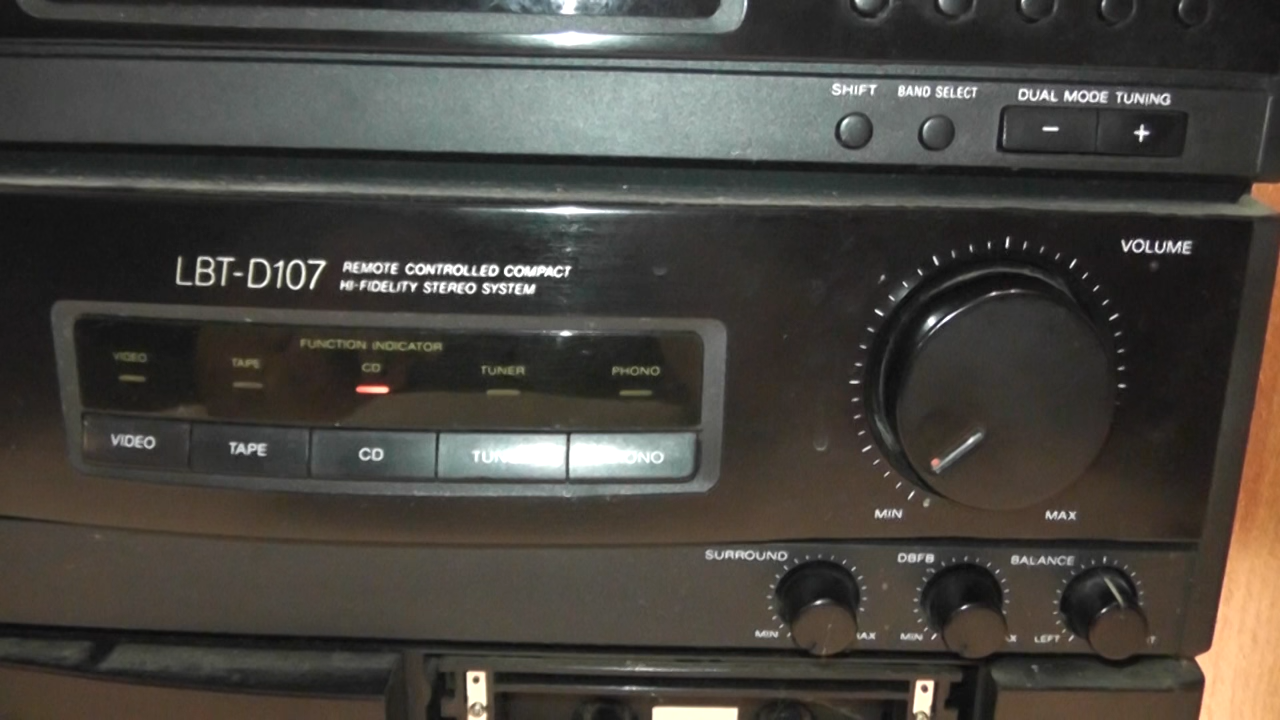 SHIFT BAND SELECT DUAL MODE TUNING
- +
LBT-D107 REMOTE CONTROLLED COMPACT
HI-FIDELITY STEREO SYSTEM
VOLUME
FUNCTION INDICATOR
VIDEO TAPE CD TUNER PHONO
VIDEO TAPE CD
MIN MAX
SURROUND DBFB BALANCE
MIN MIN LEFT